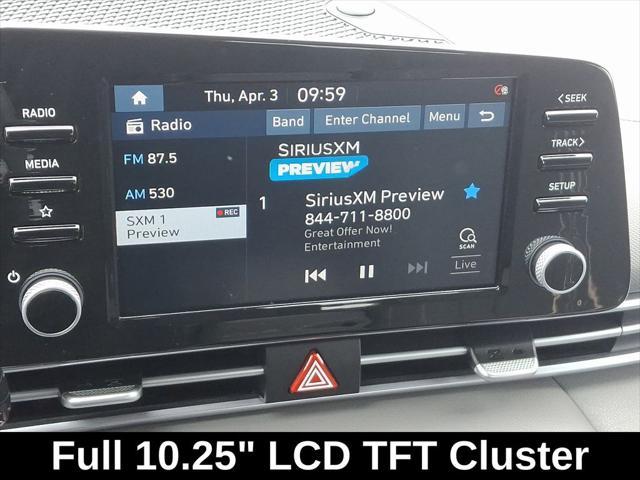 Thu, Apr. 3 09:59
RADIO
MEDIA
Radio
Band
Enter Channel
Menu
FM 87.5
AM 530
SXM 1
REC
Preview
SIRIUSXM
PREVIEW
1
SiriusXM Preview
844-711-8800
Great Offer Now!
Entertainment
SCAN
Live
<SEEK
TRACK>
SETUP
Full 10.25" LCD TFT Cluster